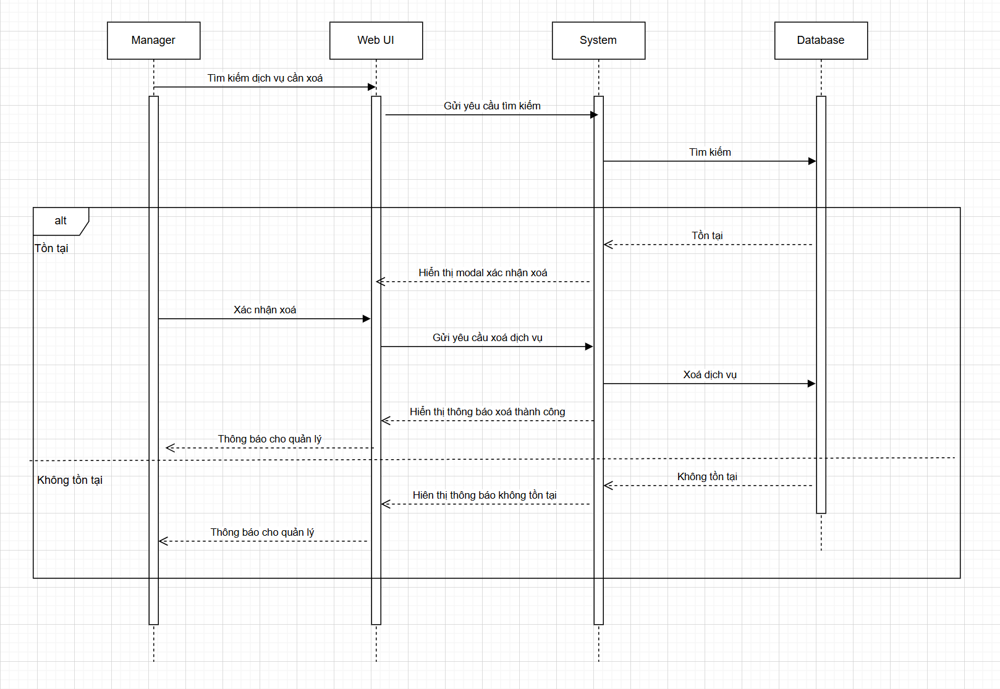 Manager
Web UI
System
Database
Tìm kiếm dịch vụ cần xoá
Gửi yêu cầu tìm kiếm
Tìm kiếm
alt
Tồn tại
Tồn tại
Hiển thị modal xác nhận xoá
Xác nhận xoá
Gửi yêu cầu xoá dịch vụ
Xoá dịch vụ
Hiển thị thông báo xoá thành công
Thông báo cho quản lý
Không tồn tại
Không tồn tại
Hiên thị thông báo không tồn tại
Thông báo cho quản lý